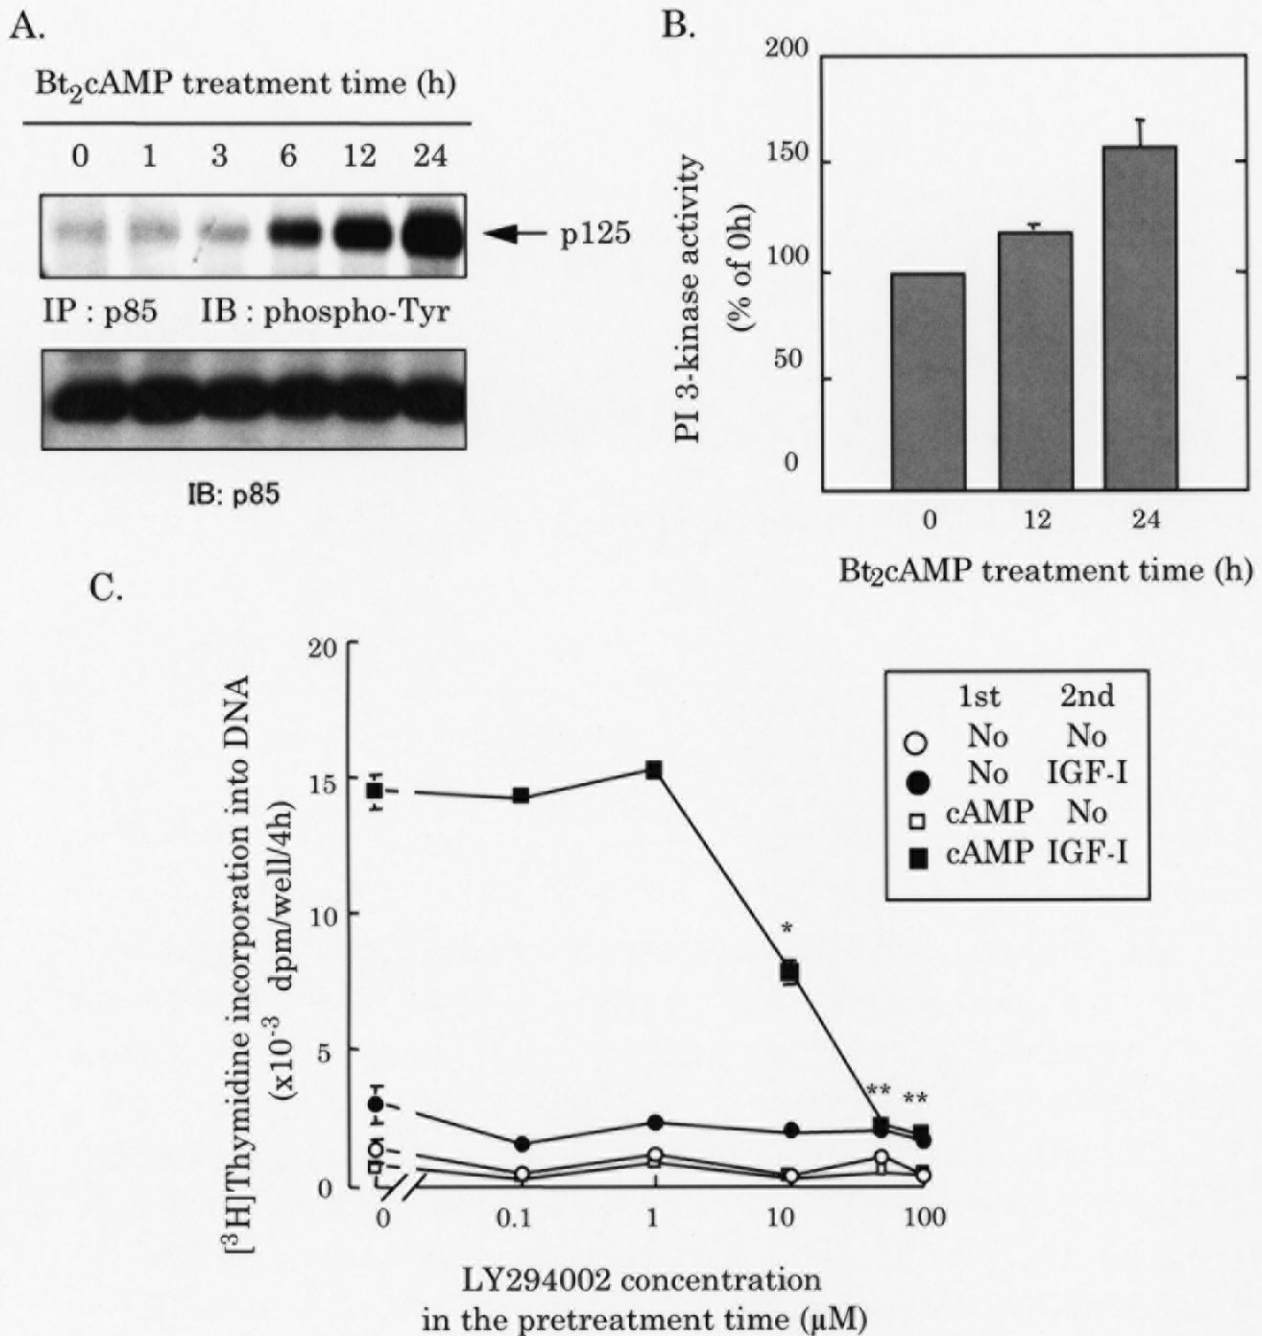 A.
Bt₂cAMP treatment time (h)
0 1 3 6 12 24
p125
IP : p85 IB : phospho-Tyr
IB: p85
B.
200
150
100
50
0
PI 3-kinase activity
(% of 0h)
0 12 24
Bt₂cAMP treatment time (h)
C.
20
15
10
5
0
[³H]Thymidine incorporation into DNA
(x10⁻³ dpm/well/4h)
*
** **
0 0.1 1 10 100
LY294002 concentration
in the pretreatment time (µM)
1st 2nd
No No
No IGF-I
cAMP No
cAMP IGF-I